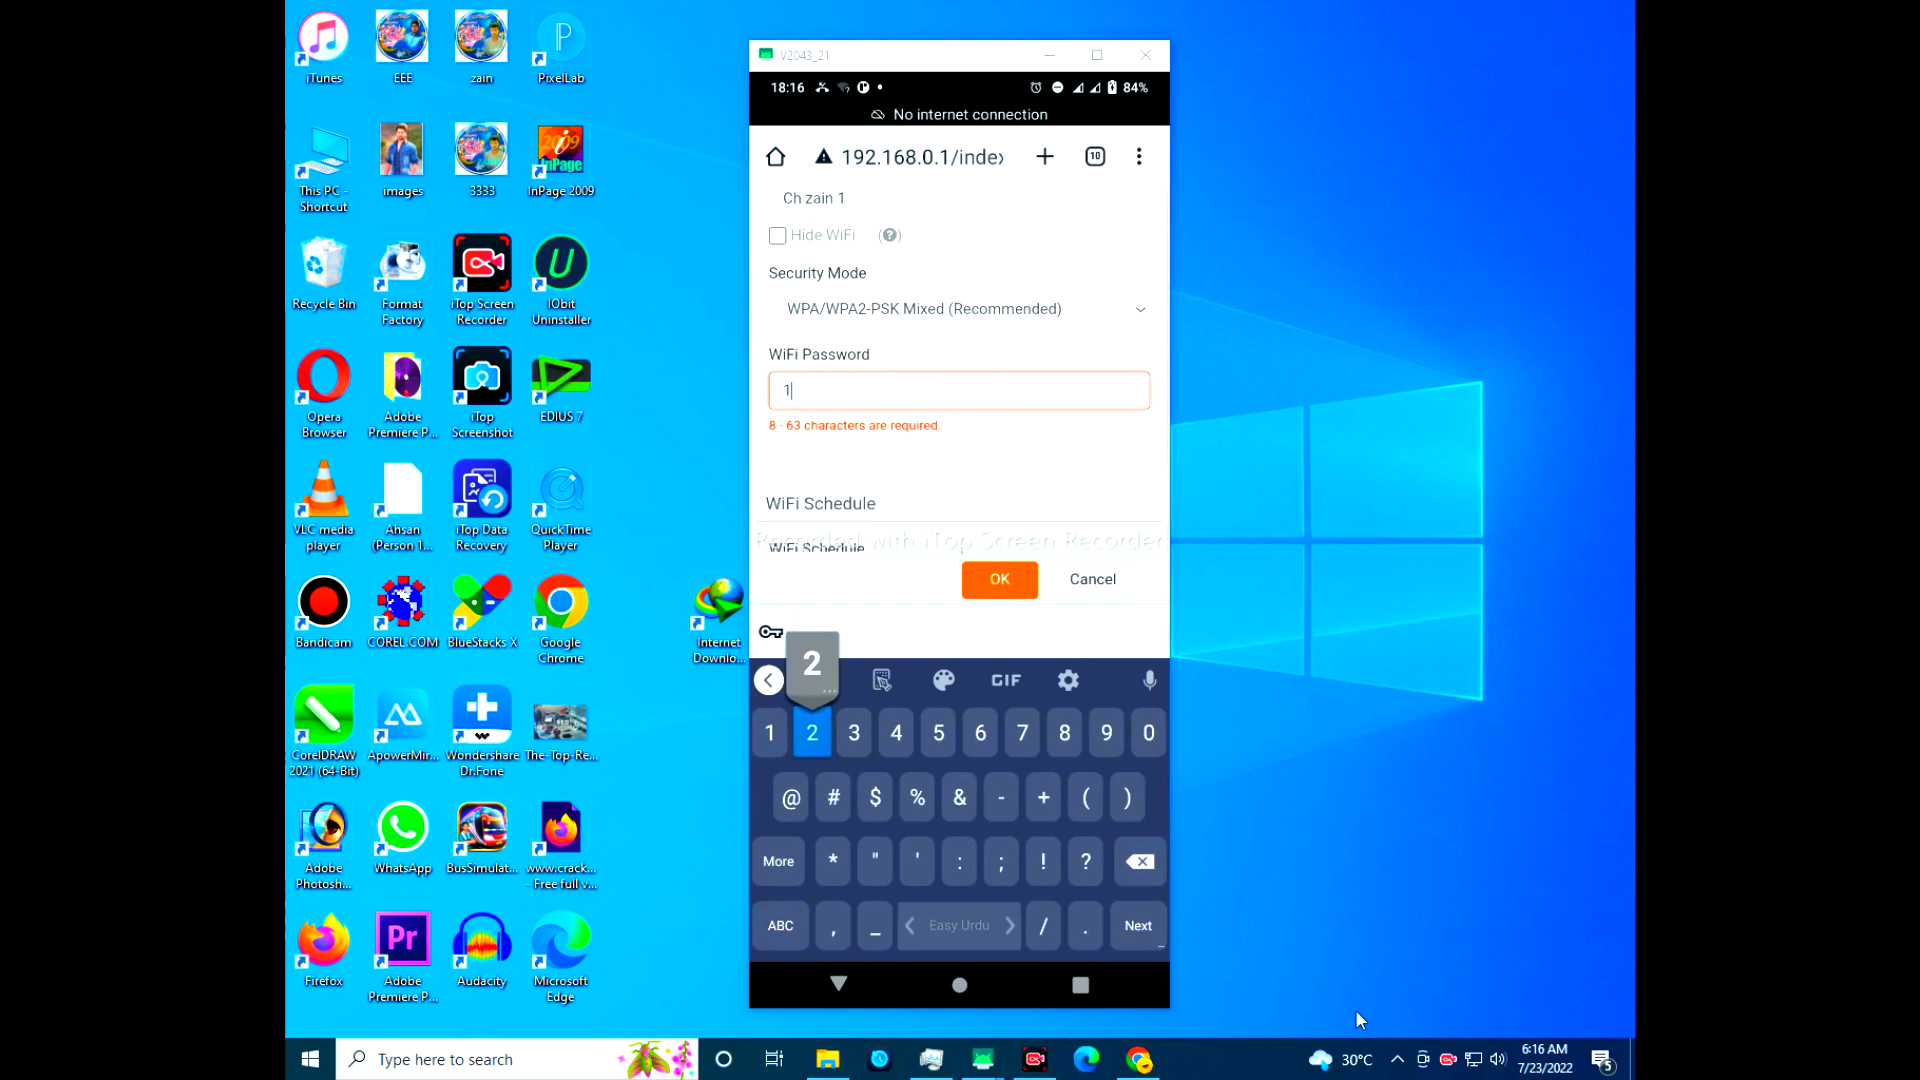 iTunes
EEE
zain
PixelLab
This PC -
Shortcut
images
3333
2009
InPage
InPage 2009
Recycle Bin
Format
Factory
iTop Screen
Recorder
IObit
Uninstaller
Opera
Browser
Adobe
Premiere P...
iTop
Screenshot
EDIUS 7
VLC media
player
Ahsan
(Person 1...
iTop Data
Recovery
QuickTime
Player
Bandicam
COREL.COM
BlueStacks X
Google
Chrome
Internet
Downlo...
CorelDRAW
2021 (64-Bit)
ApowerMir...
Wondershare
Dr.Fone
The-Top-Re...
Adobe
Photosh...
WhatsApp
BusSimulat...
www.crack...
- Free full v...
Firefox
Pr
Adobe
Premiere P...
Audacity
Microsoft
Edge
V2043_21
18:16
84%
No internet connection
192.168.0.1/index
10
Ch zain 1
Hide WiFi (?)
Security Mode
WPA/WPA2-PSK Mixed (Recommended)
WiFi Password
1
8 - 63 characters are required.
WiFi Schedule
Recorded with iTop Screen Recorder
WiFi Schedule
OK Cancel
2
GIF
1 2 3 4 5 6 7 8 9 0
@ # $ % & - + ( )
More * " ' : ; ! ?
ABC , _ Easy Urdu / . Next
Type here to search
30°C
6:16 AM
7/23/2022
5